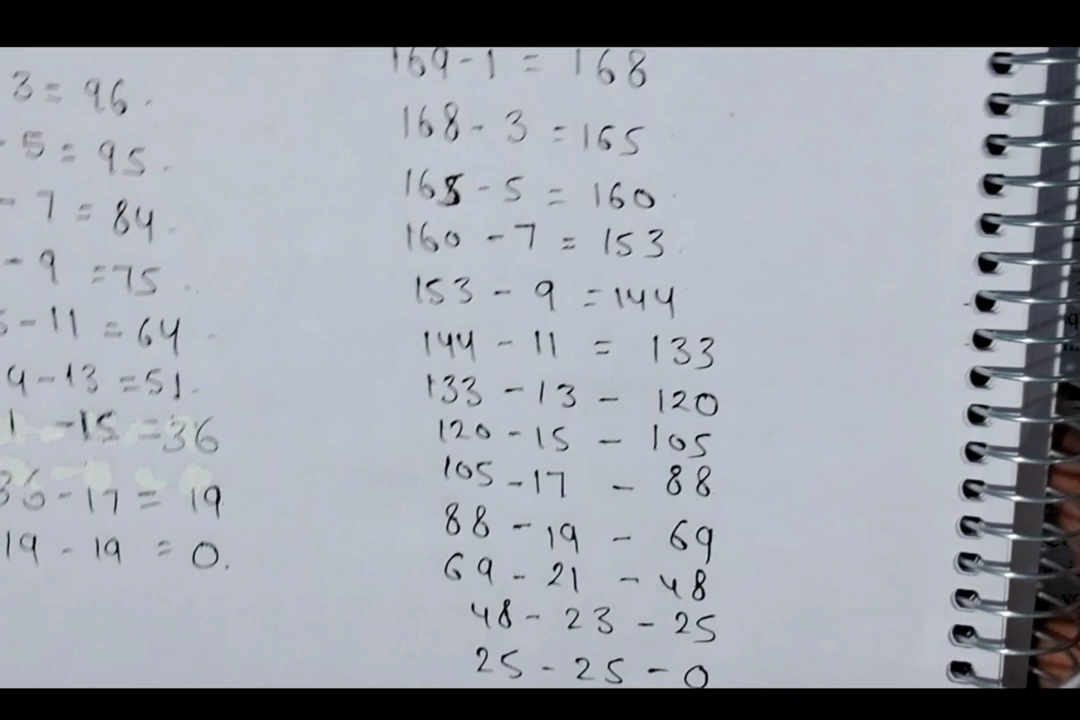 3 = 96.
- 5 = 95.
- 7 = 84.
- 9 = 75
- 11 = 64
4 - 13 = 51.
1 - 15 = 36
36 - 17 = 19
19 - 19 = 0.
169 - 1 = 168
168 - 3 = 165
165 - 5 = 160
160 - 7 = 153
153 - 9 = 144
144 - 11 = 133
133 - 13 - 120
120 - 15 - 105
105 - 17 - 88
88 - 19 - 69
69 - 21 - 48
48 - 23 - 25
25 - 25 - 0